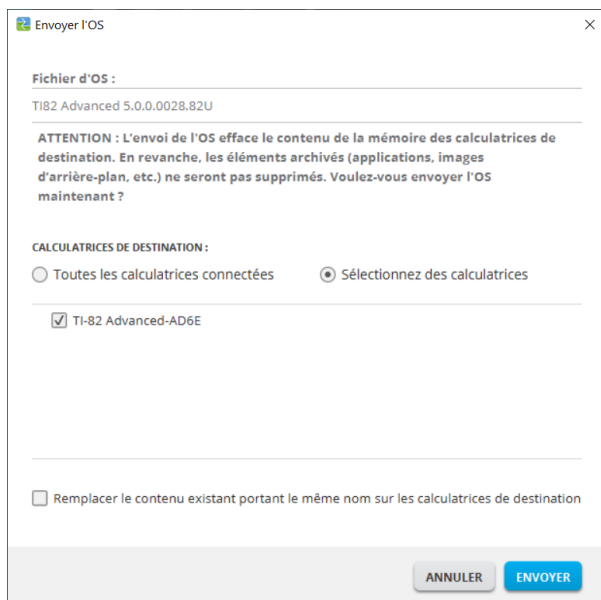 Envoyer l'OS
Fichier d'OS :
TI82 Advanced 5.0.0.0028.82U
ATTENTION : L'envoi de l'OS efface le contenu de la mémoire des calculatrices de
destination. En revanche, les éléments archivés (applications, images
d'arrière-plan, etc.) ne seront pas supprimés. Voulez-vous envoyer l'OS
maintenant ?
CALCULATRICES DE DESTINATION :
Toutes les calculatrices connectées Sélectionnez des calculatrices
TI-82 Advanced-AD6E
Remplacer le contenu existant portant le même nom sur les calculatrices de destination
ANNULER ENVOYER